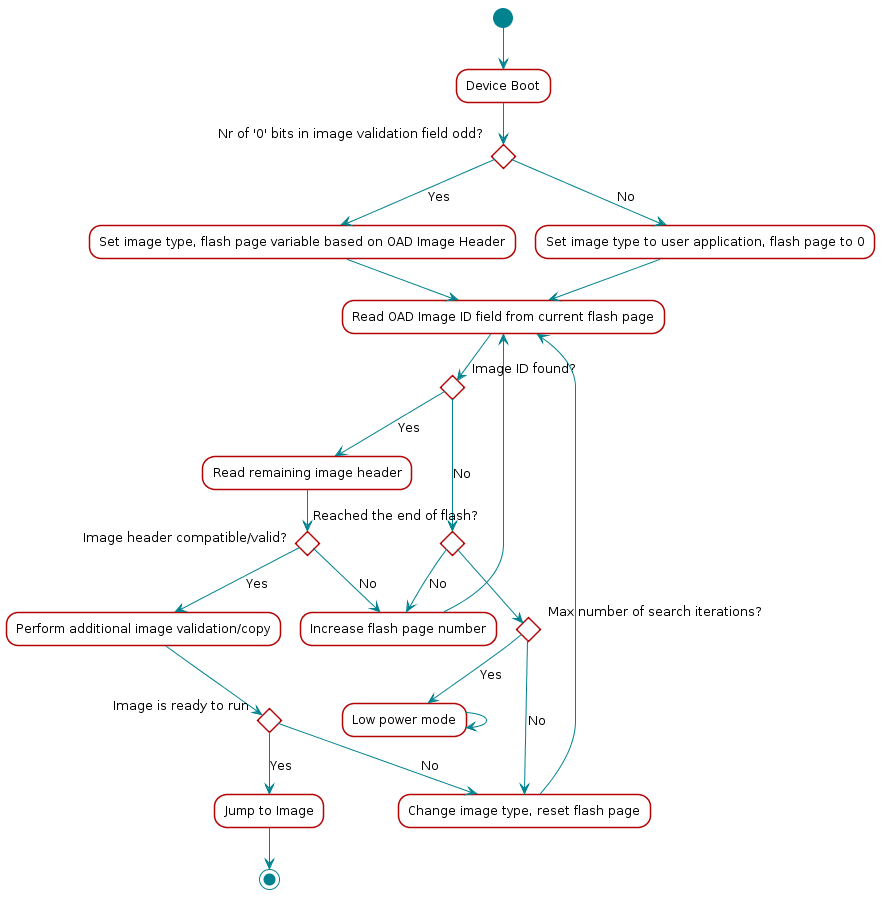 Device Boot
Nr of '0' bits in image validation field odd?
Yes
No
Set image type, flash page variable based on OAD Image Header
Set image type to user application, flash page to 0
Read OAD Image ID field from current flash page
Image ID found?
Yes
No
Read remaining image header
Reached the end of flash?
Image header compatible/valid?
Yes
No
No
Max number of search iterations?
Perform additional image validation/copy
Increase flash page number
Yes
Image is ready to run
Low power mode
No
Yes
No
Jump to Image
Change image type, reset flash page